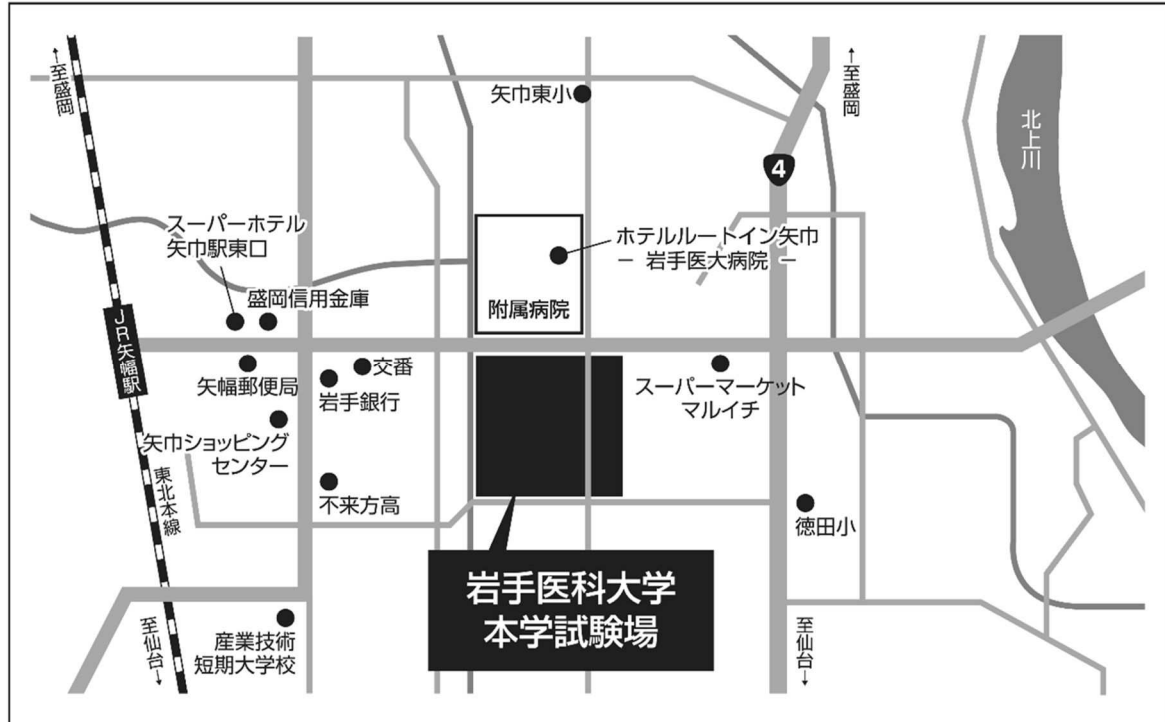 ←至盛岡
矢巾東小
←至盛岡
北上川
4
スーパーホテル
矢巾駅東口
ホテルルートイン矢巾
－ 岩手医大病院 －
盛岡信用金庫
附属病院
JR矢幅駅
矢幅郵便局
交番
岩手銀行
スーパーマーケット
マルイチ
矢巾ショッピング
センター
東北本線
不来方高
徳田小
岩手医科大学
本学試験場
産業技術
短期大学校
至仙台→
至仙台→